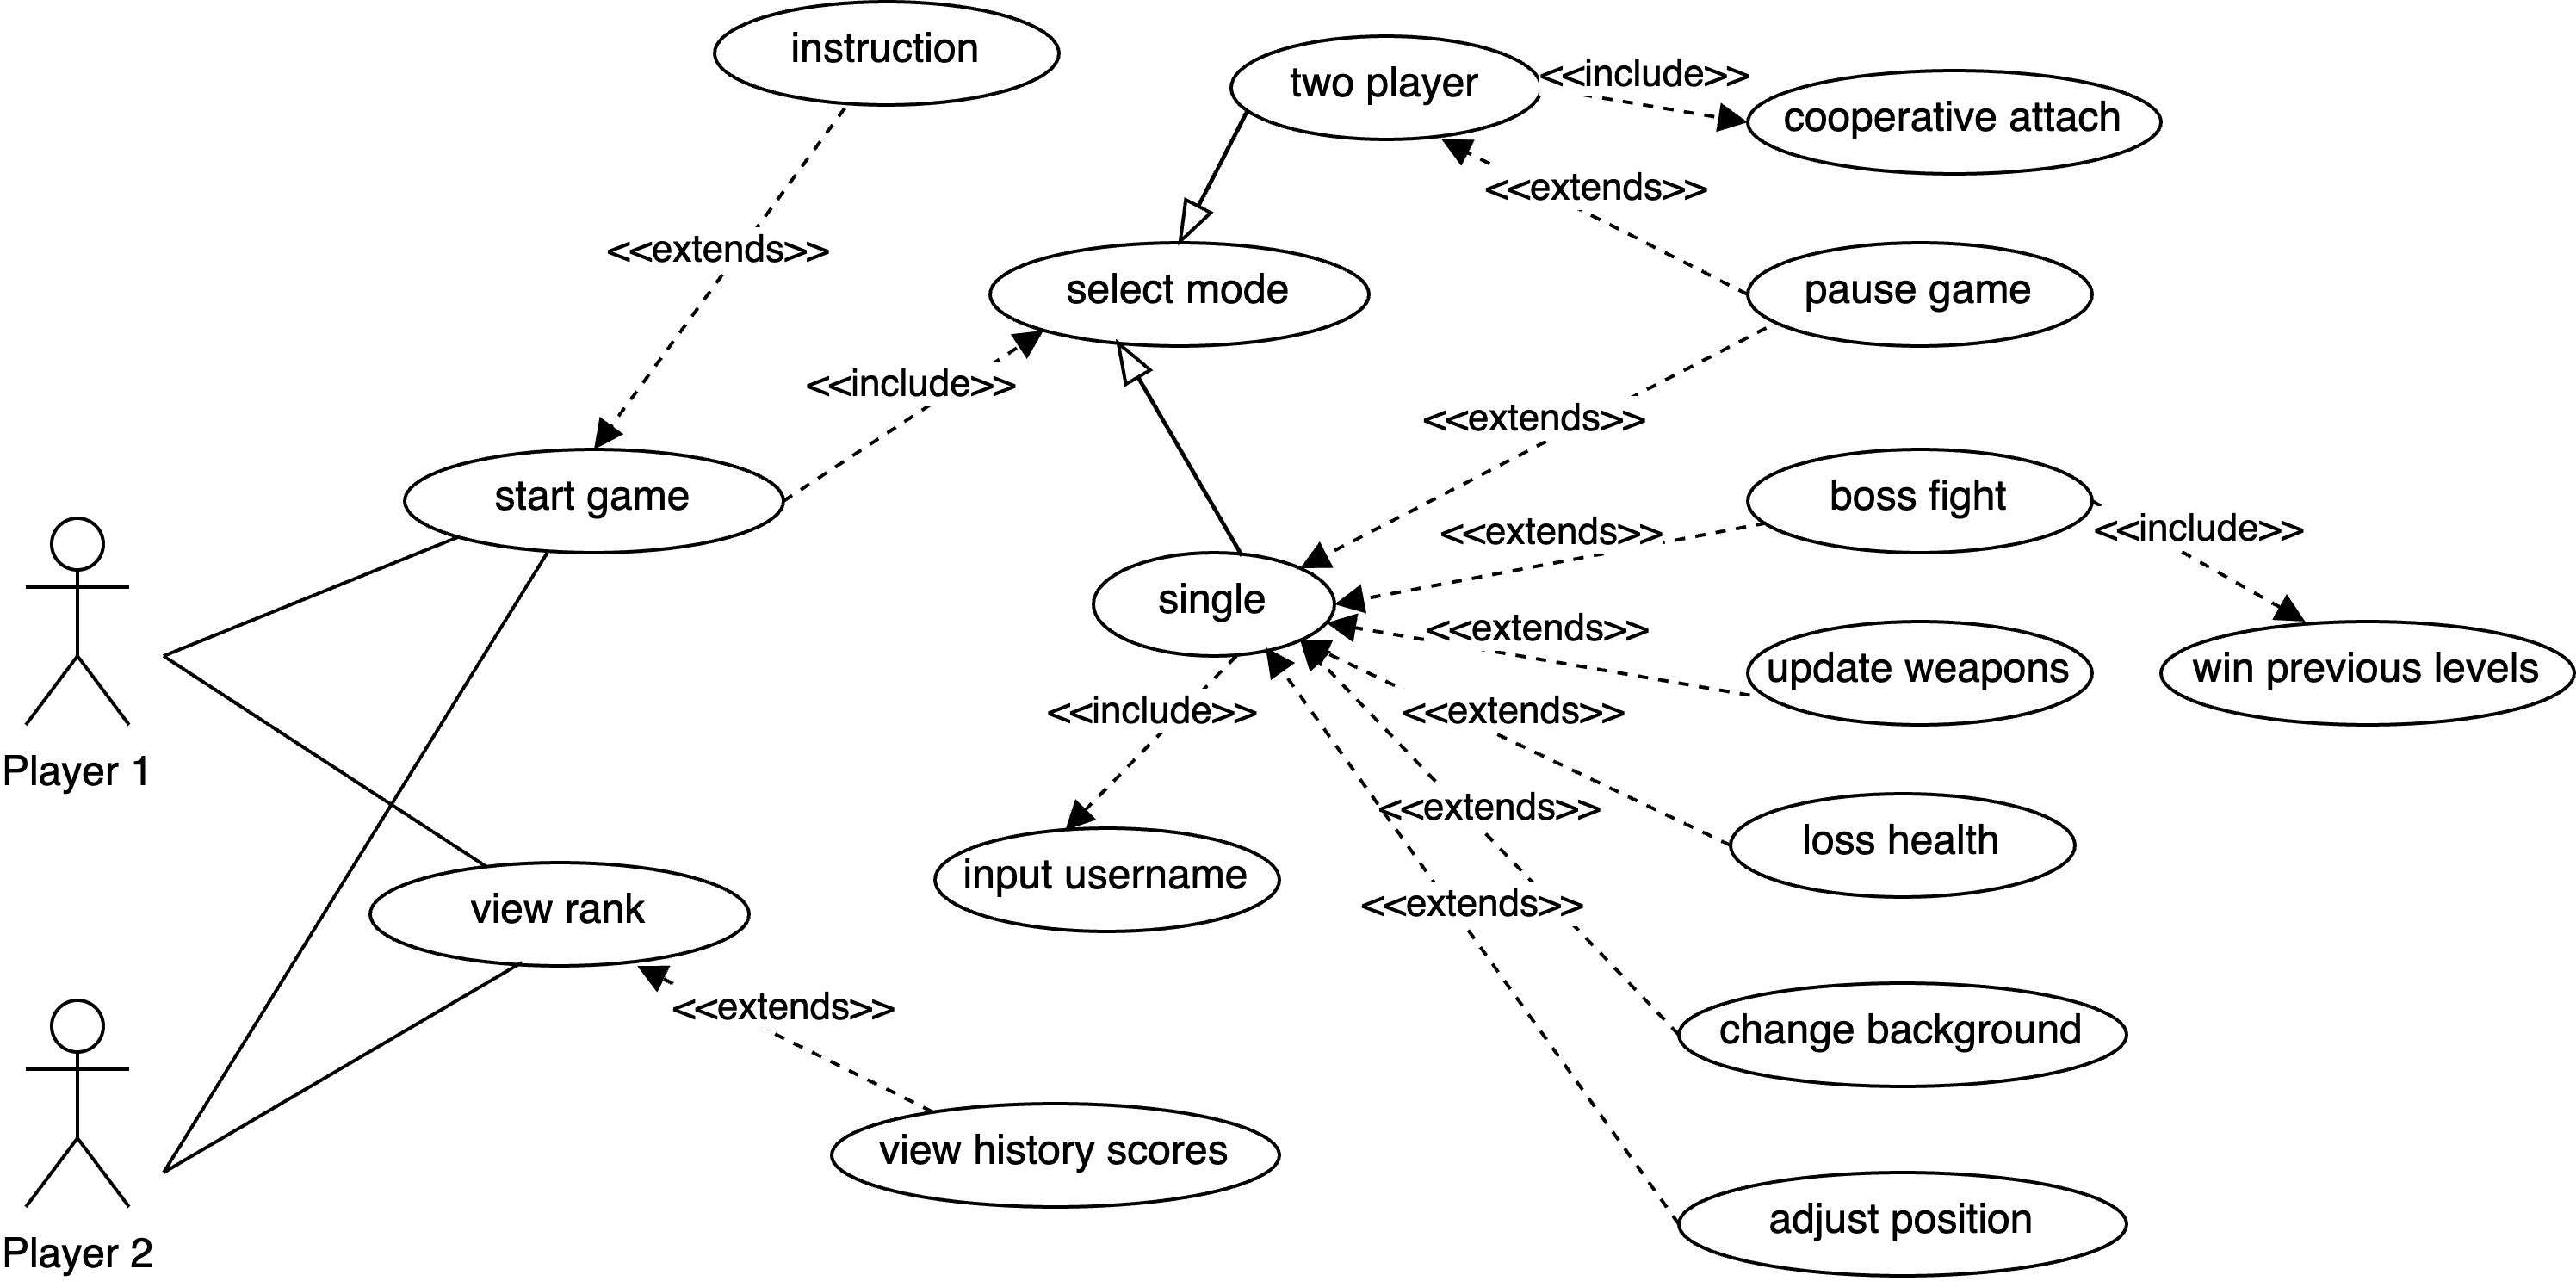 instruction
two player
<<include>>
cooperative attach
<<extends>>
<<extends>>
select mode
pause game
<<include>>
<<extends>>
start game
boss fight
<<extends>>
<<include>>
single
<<extends>>
update weapons
win previous levels
<<include>>
<<extends>>
Player 1
<<extends>>
loss health
input username
view rank
<<extends>>
<<extends>>
change background
view history scores
adjust position
Player 2